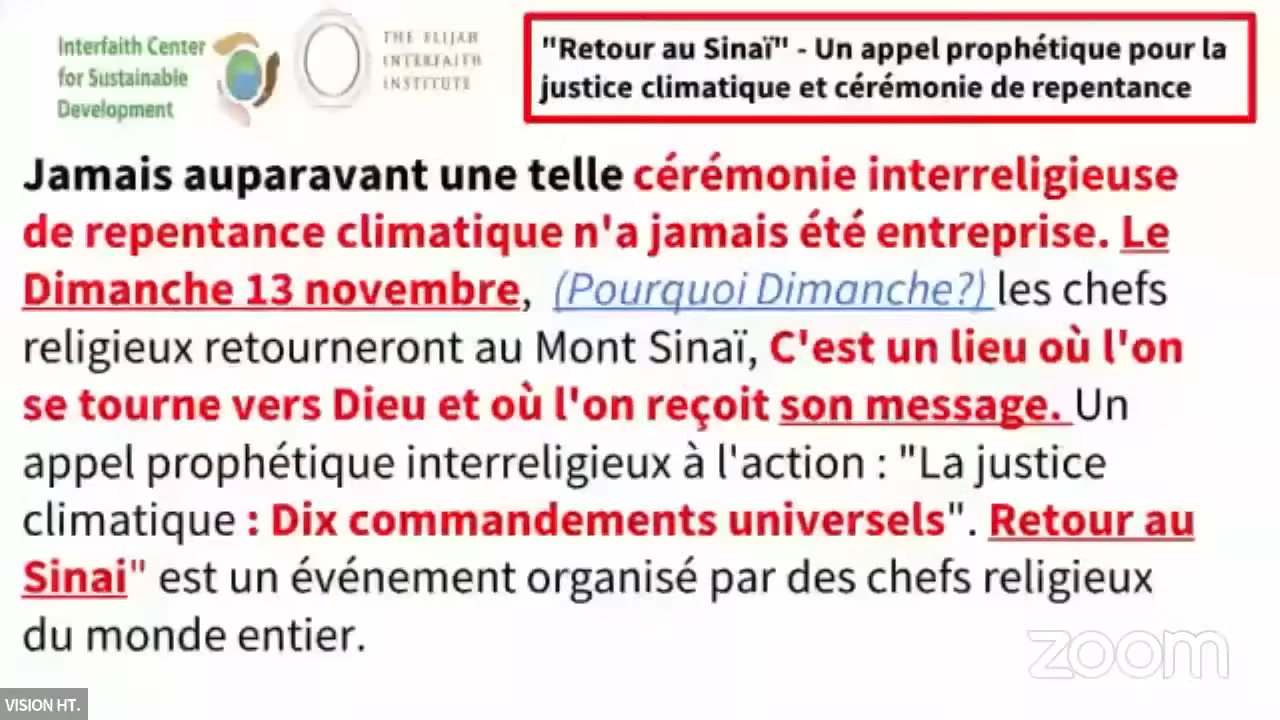 Interfaith Center
for Sustainable
Development
THE ELIJAH
INTERFAITH
INSTITUTE
"Retour au Sinaï" - Un appel prophétique pour la
justice climatique et cérémonie de repentance
Jamais auparavant une telle cérémonie interreligieuse
de repentance climatique n'a jamais été entreprise. Le
Dimanche 13 novembre, (Pourquoi Dimanche?) les chefs
religieux retourneront au Mont Sinaï, C'est un lieu où l'on
se tourne vers Dieu et où l'on reçoit son message. Un
appel prophétique interreligieux à l'action : "La justice
climatique : Dix commandements universels". Retour au
Sinai" est un événement organisé par des chefs religieux
du monde entier.
zoom
VISION HT.